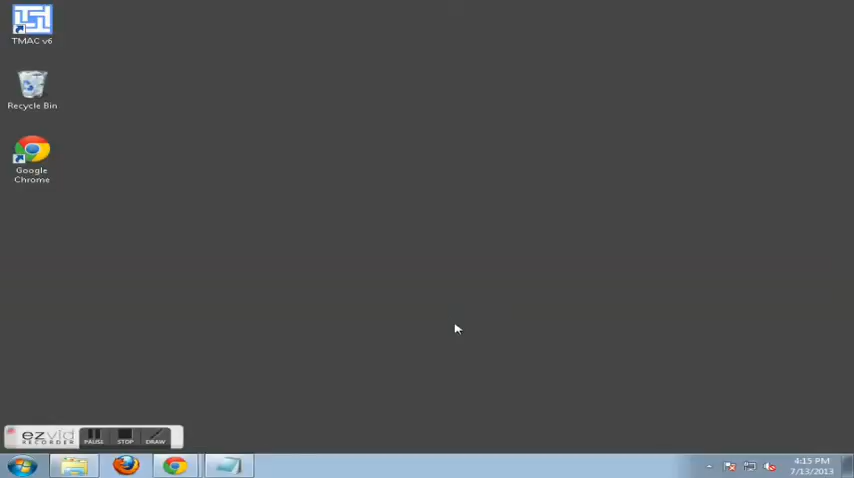 TMAC v6
Recycle Bin
Google
Chrome
ezvid
RECORDER
PAUSE
STOP
DRAW
4:15 PM
7/13/2013